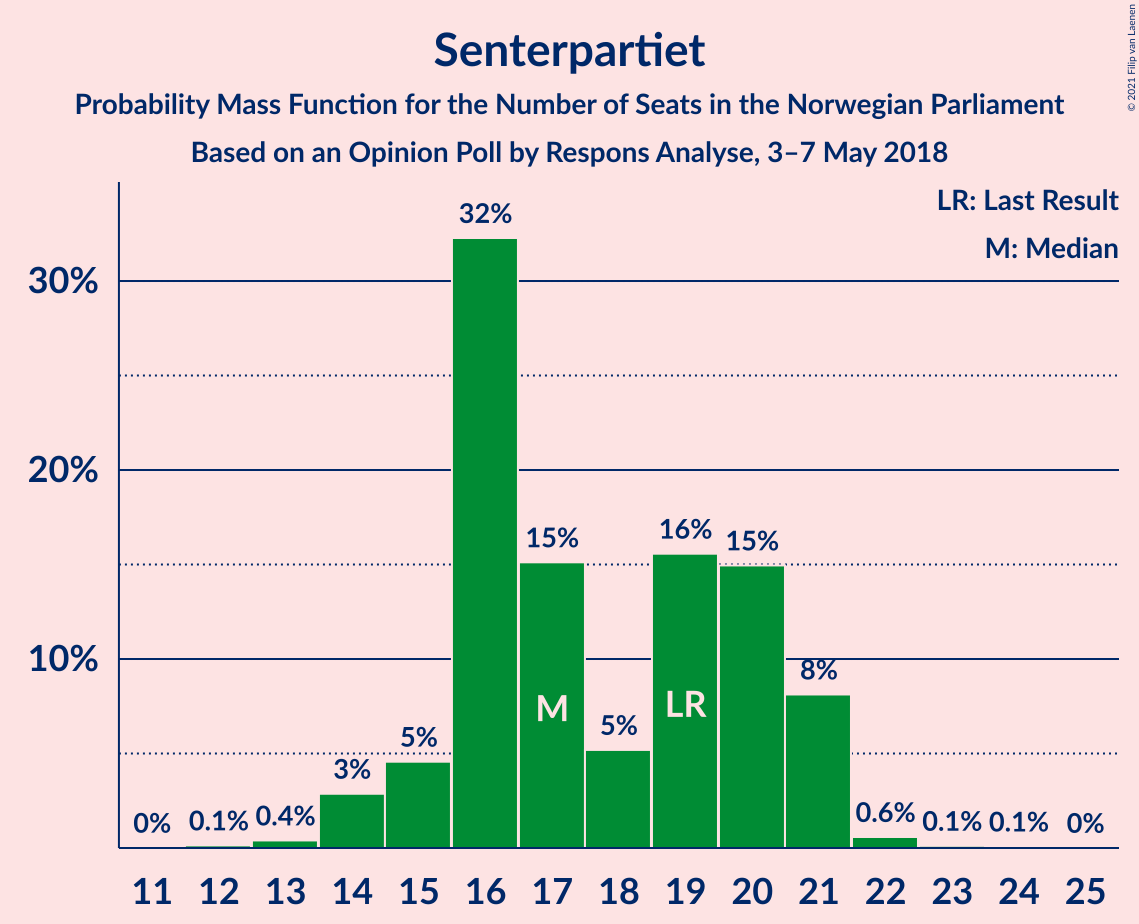 © 2021 Filip van Laenen
Senterpartiet
Probability Mass Function for the Number of Seats in the Norwegian Parliament
Based on an Opinion Poll by Respons Analyse, 3–7 May 2018
LR: Last Result
M: Median
30%
20%
10%
0% 0.1% 0.4% 3% 5% 32% 15% 5% 16% 15% 8% 0.6% 0.1% 0.1% 0%
M LR
11 12 13 14 15 16 17 18 19 20 21 22 23 24 25